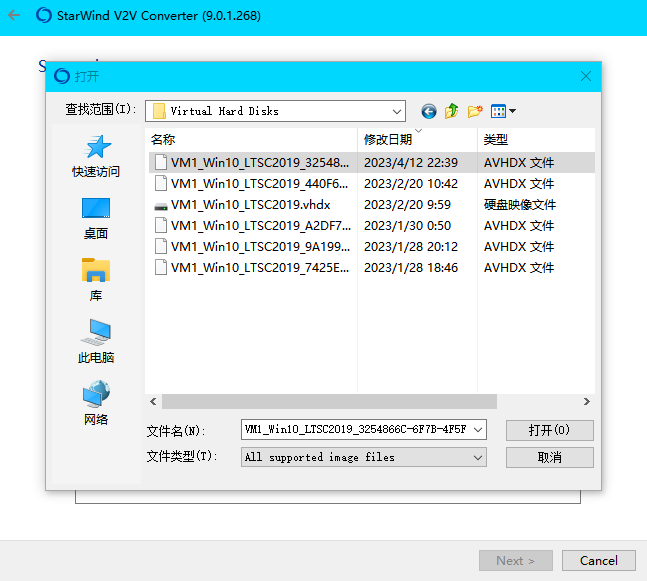 StarWind V2V Converter (9.0.1.268)
打开
查找范围(I):
Virtual Hard Disks
快速访问
桌面
库
此电脑
网络
名称 修改日期 类型
VM1_Win10_LTSC2019_32548... 2023/4/12 22:39 AVHDX 文件
VM1_Win10_LTSC2019_440F6... 2023/2/20 10:42 AVHDX 文件
VM1_Win10_LTSC2019.vhdx 2023/2/20 9:59 硬盘映像文件
VM1_Win10_LTSC2019_A2DF7... 2023/1/30 0:50 AVHDX 文件
VM1_Win10_LTSC2019_9A199... 2023/1/28 20:12 AVHDX 文件
VM1_Win10_LTSC2019_7425E... 2023/1/28 18:46 AVHDX 文件
文件名(N): VM1_Win10_LTSC2019_3254866C-6F7B-4F5F 打开(O)
文件类型(T): All supported image files 取消
Next > Cancel